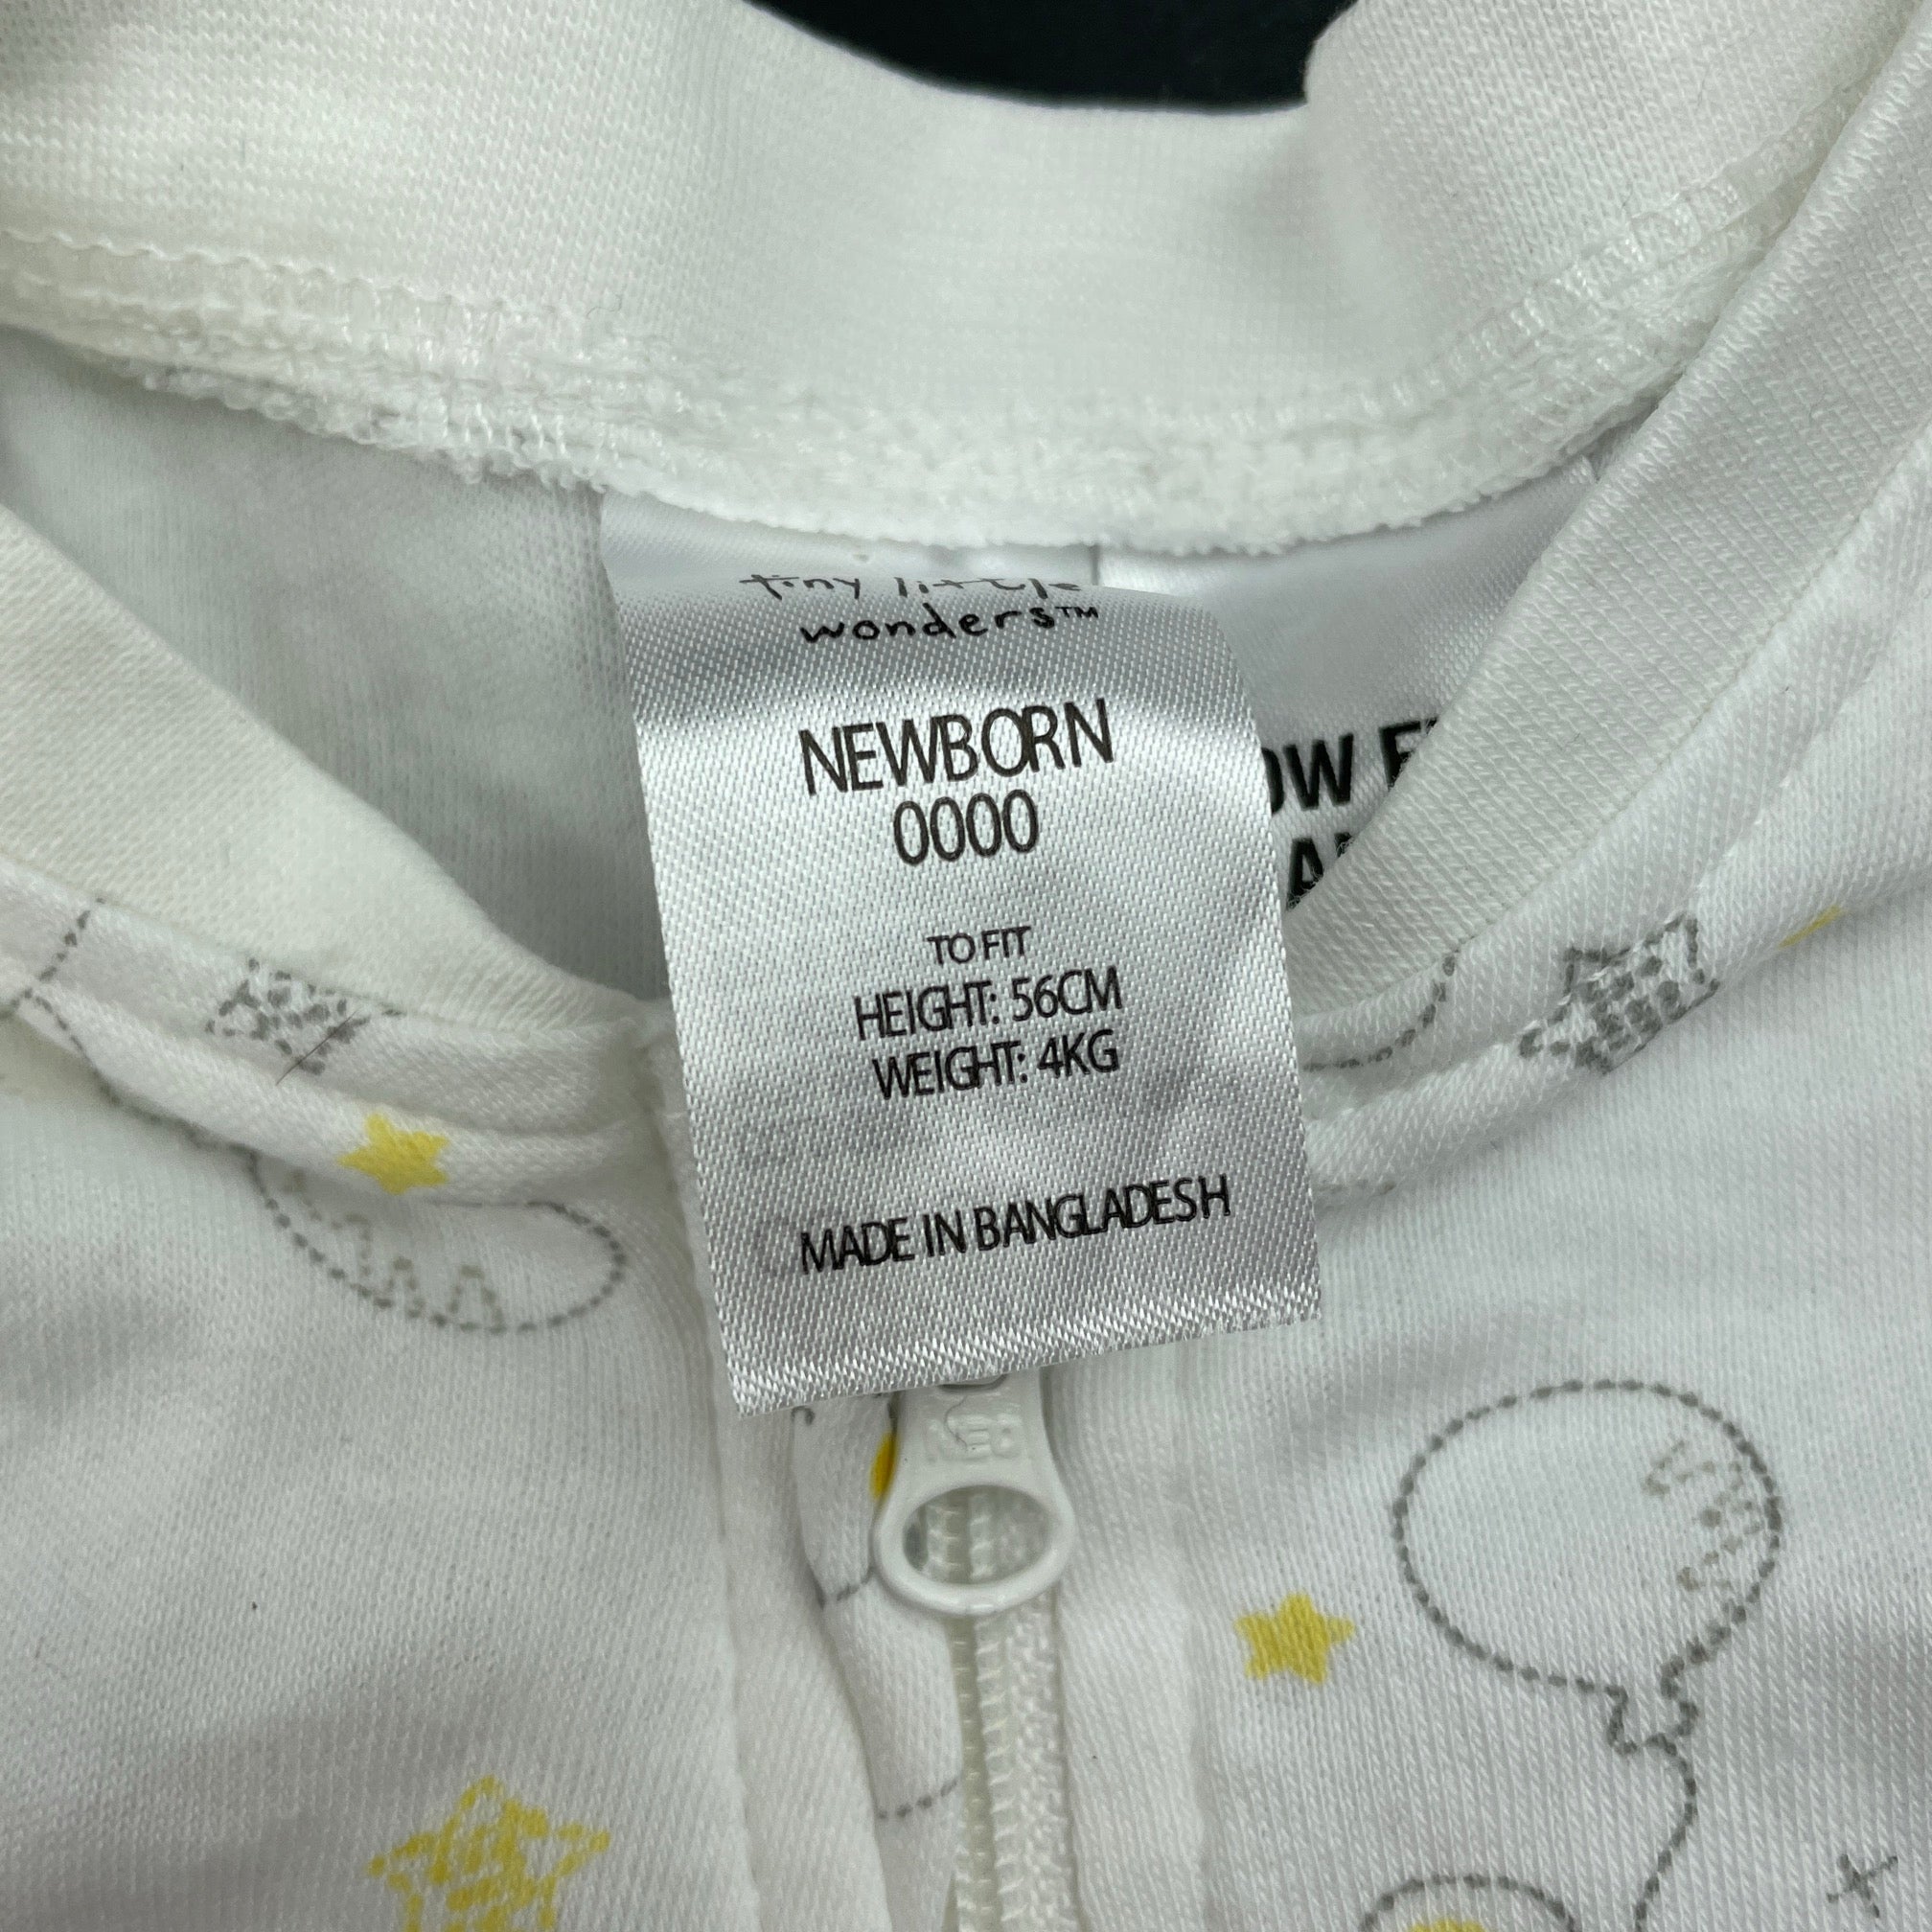 tiny little
wonders™
NEWBORN
0000
TO FIT
HEIGHT: 56CM
WEIGHT: 4KG
MADE IN BANGLADESH